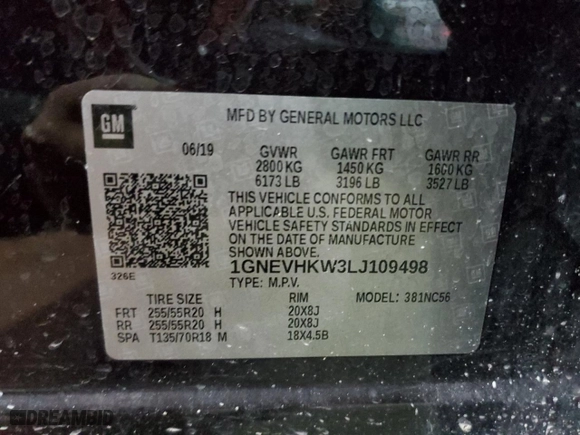 GM
MFD BY GENERAL MOTORS LLC
06/19 GVWR GAWR FRT GAWR RR
2800 KG 1450 KG 1600 KG
6173 LB 3196 LB 3527 LB
THIS VEHICLE CONFORMS TO ALL
APPLICABLE U.S. FEDERAL MOTOR
VEHICLE SAFETY STANDARDS IN
EFFECT ON THE DATE OF MANUFACTURE
SHOWN ABOVE.
326E
1GNEVHKW3LJ109498
TYPE: M.P.V.
TIRE SIZE RIM MODEL: 381NC56
FRT 255/55R20 H 20X8J
RR 255/55R20 H 20X8J
SPA T135/70R18 M 18X4.5B
DREAMBID